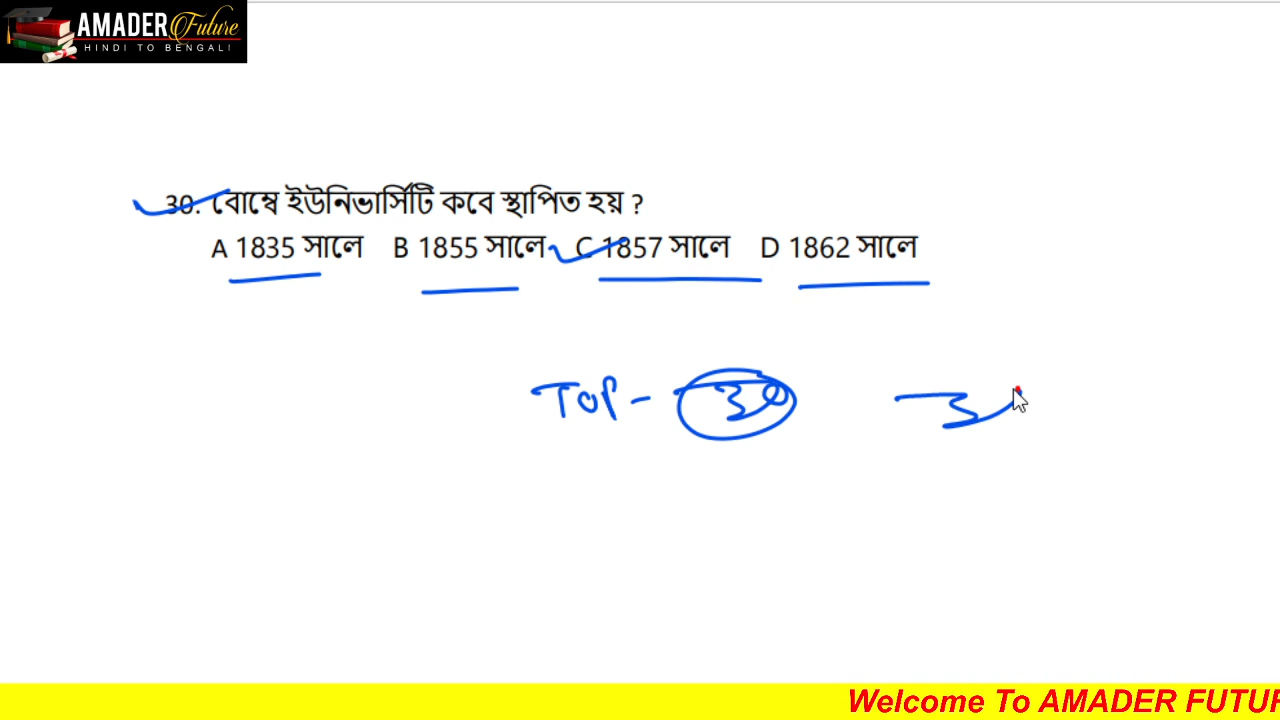 AMADER Future
HINDI TO BENGALI
30. বোম্বে ইউনিভার্সিটি কবে স্থাপিত হয় ?
A 1835 সালে B 1855 সালে C 1857 সালে D 1862 সালে
TOP - 30
Welcome To AMADER FUTUR